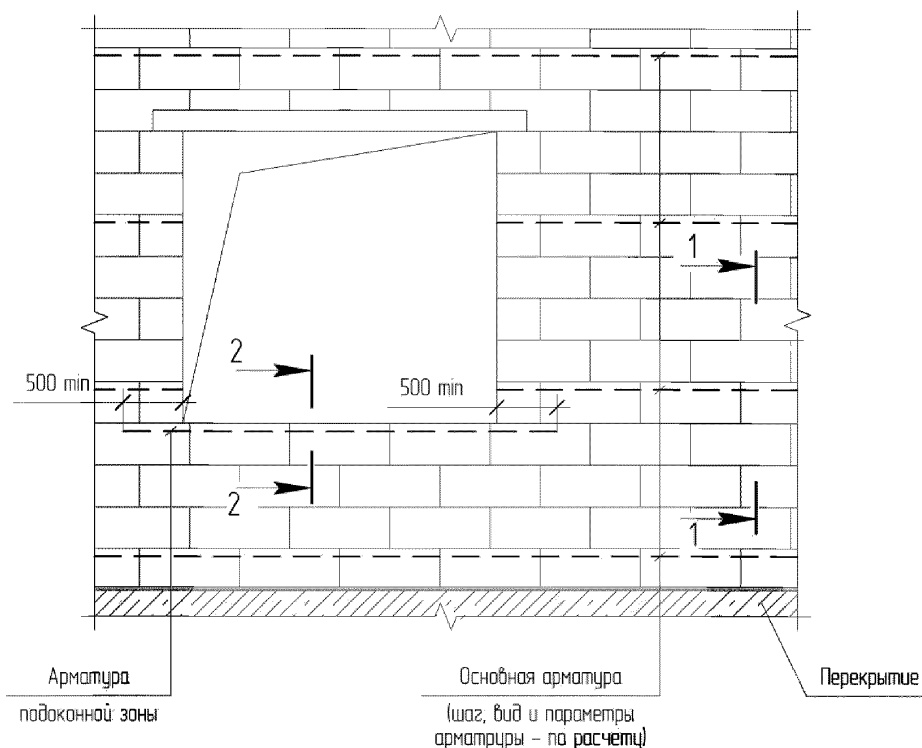 1
2
500 min
500 min
2
1
Арматура
подоконной зоны
Основная арматура
(шаг, вид и параметры
арматруры - по расчету)
Перекрытие